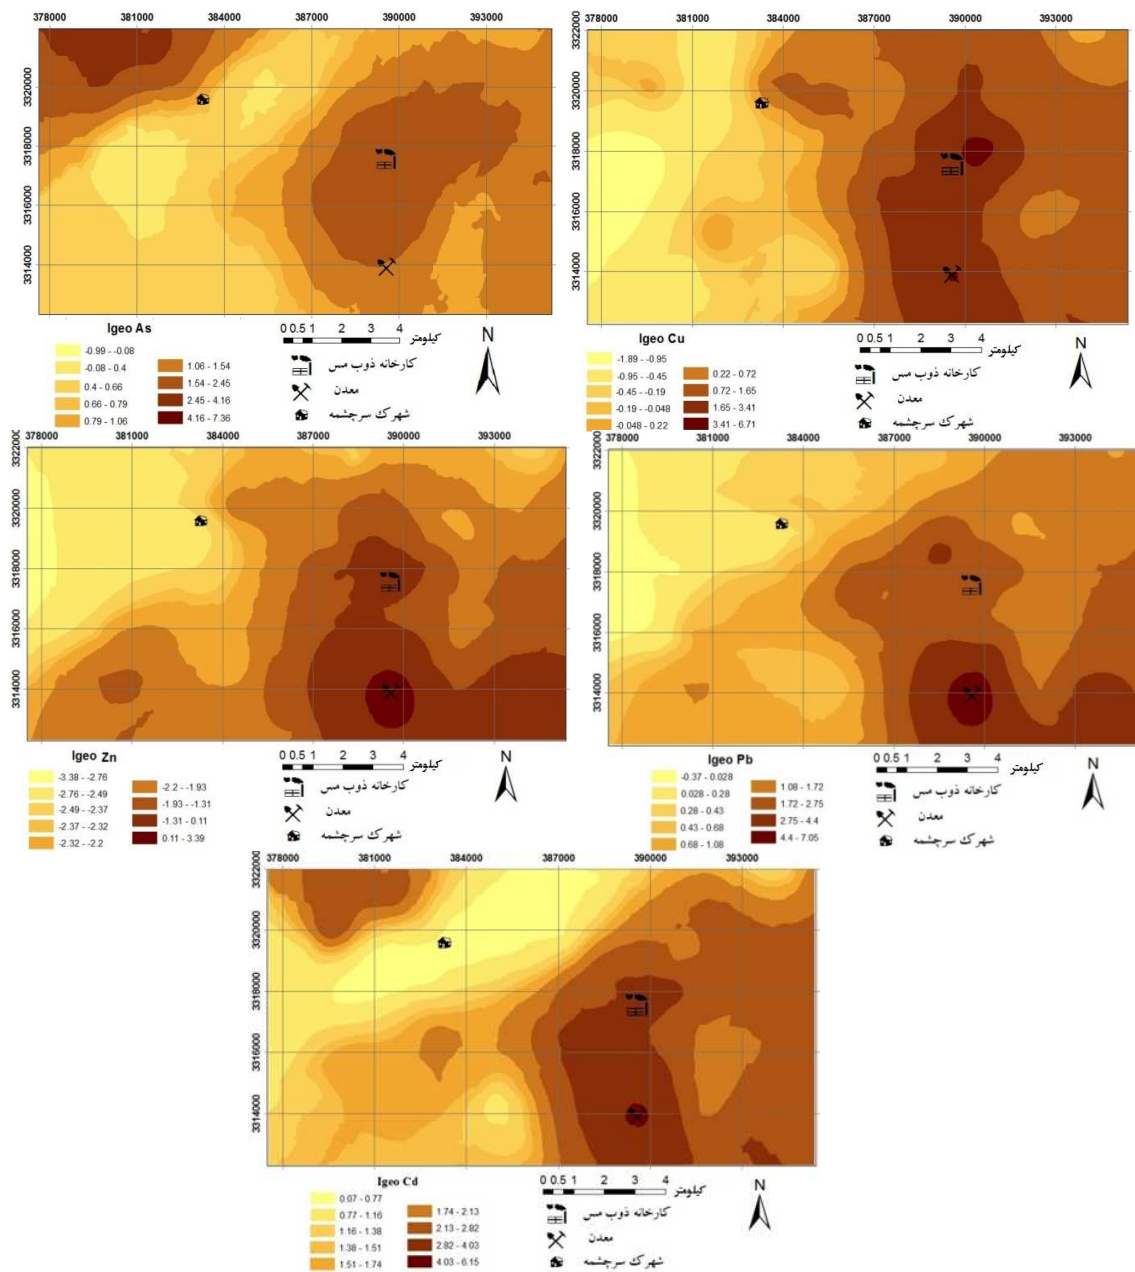 378000 381000 384000 387000 390000 393000
3320000
3318000
3316000
3314000
Igeo As
-0.99 - -0.08
-0.08 - 0.4
0.4 - 0.66
0.66 - 0.79
0.79 - 1.06
1.06 - 1.54
1.54 - 2.45
2.45 - 4.16
4.16 - 7.36
0 0.5 1 2 3 4
کیلومتر
کارخانه ذوب مس
معدن
شهرک سرچشمه
N
378000 381000 384000 387000 390000 393000
3322000
3320000
3318000
3316000
3314000
Igeo Cu
-1.89 - -0.95
-0.95 - -0.45
-0.45 - -0.19
-0.19 - -0.048
-0.048 - 0.22
0.22 - 0.72
0.72 - 1.65
1.65 - 3.41
3.41 - 6.71
0 0.5 1 2 3 4
کیلومتر
کارخانه ذوب مس
معدن
شهرک سرچشمه
N
378000 381000 384000 387000 390000 393000
3322000
3320000
3318000
3316000
3314000
Igeo Zn
-3.38 - -2.76
-2.76 - -2.49
-2.49 - -2.37
-2.37 - -2.32
-2.32 - -2.2
-2.2 - -1.93
-1.93 - -1.31
-1.31 - 0.11
0.11 - 3.39
0 0.5 1 2 3 4
کیلومتر
کارخانه ذوب مس
معدن
شهرک سرچشمه
N
378000 381000 384000 387000 390000 393000
3322000
3320000
3318000
3316000
3314000
Igeo Pb
-0.37 - 0.028
0.028 - 0.28
0.28 - 0.43
0.43 - 0.68
0.68 - 1.08
1.08 - 1.72
1.72 - 2.75
2.75 - 4.4
4.4 - 7.05
0 0.5 1 2 3 4
کیلومتر
کارخانه ذوب مس
معدن
شهرک سرچشمه
N
378000 381000 384000 387000 390000 393000
3322000
3320000
3318000
3316000
3314000
Igeo Cd
0.07 - 0.77
0.77 - 1.16
1.16 - 1.38
1.38 - 1.51
1.51 - 1.74
1.74 - 2.13
2.13 - 2.82
2.82 - 4.03
4.03 - 6.15
0 0.5 1 2 3 4
کیلومتر
کارخانه ذوب مس
معدن
شهرک سرچشمه
N